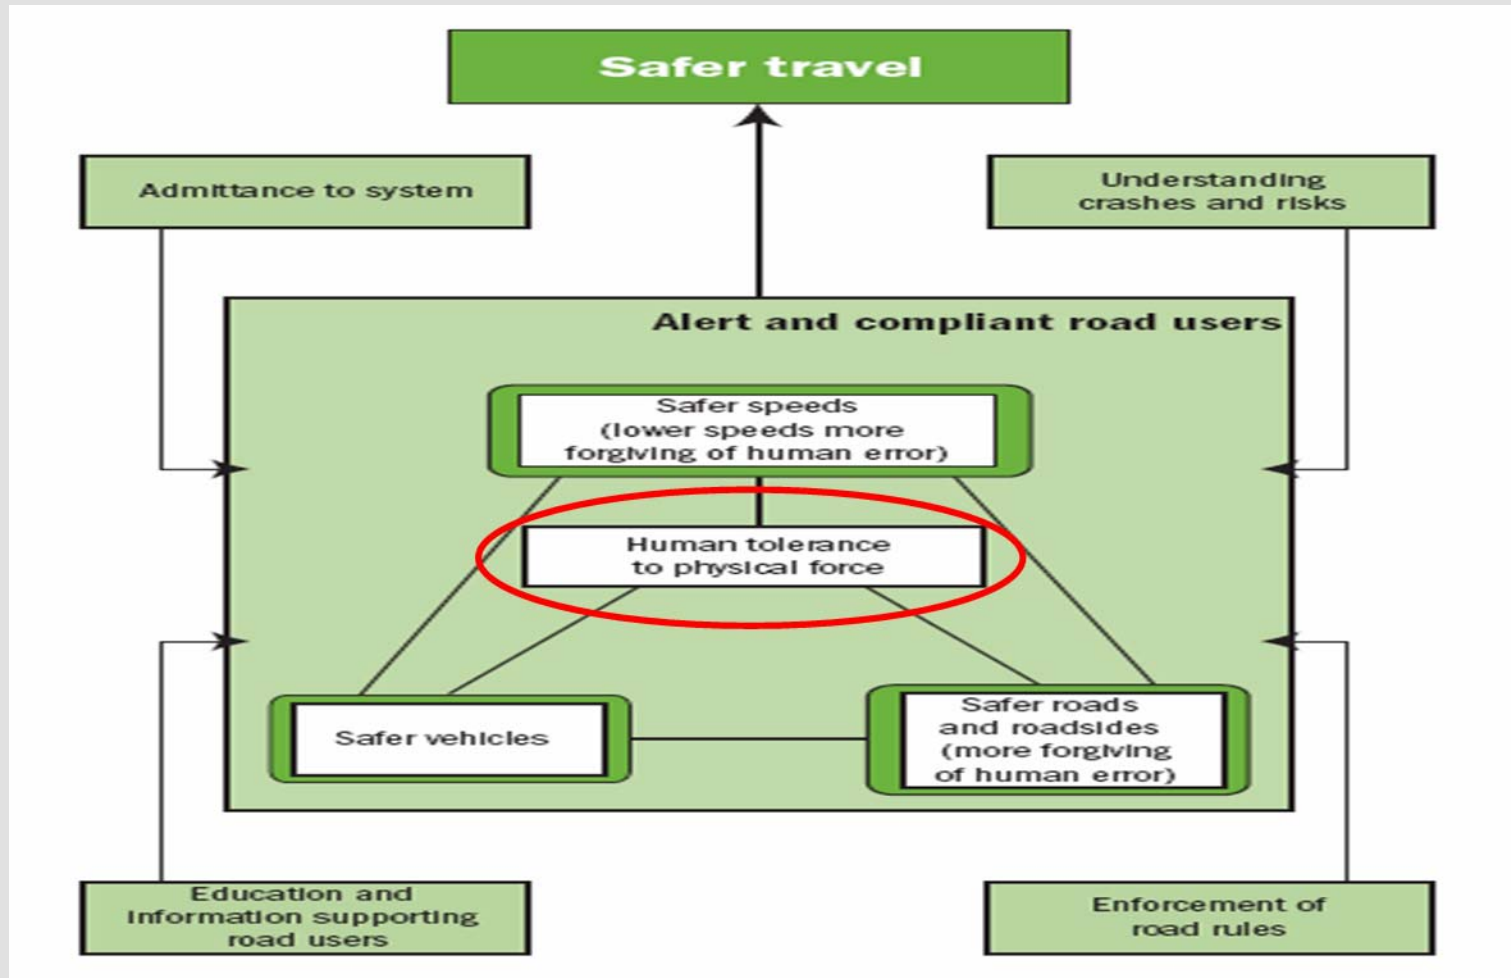 Safer travel
Admittance to system
Understanding
crashes and risks
Alert and compliant road users
Safer speeds
(lower speeds more
forgiving of human error)
Human tolerance
to physical force
Safer vehicles
Safer roads
and roadsides
(more forgiving
of human error)
Education and
information supporting
road users
Enforcement of
road rules